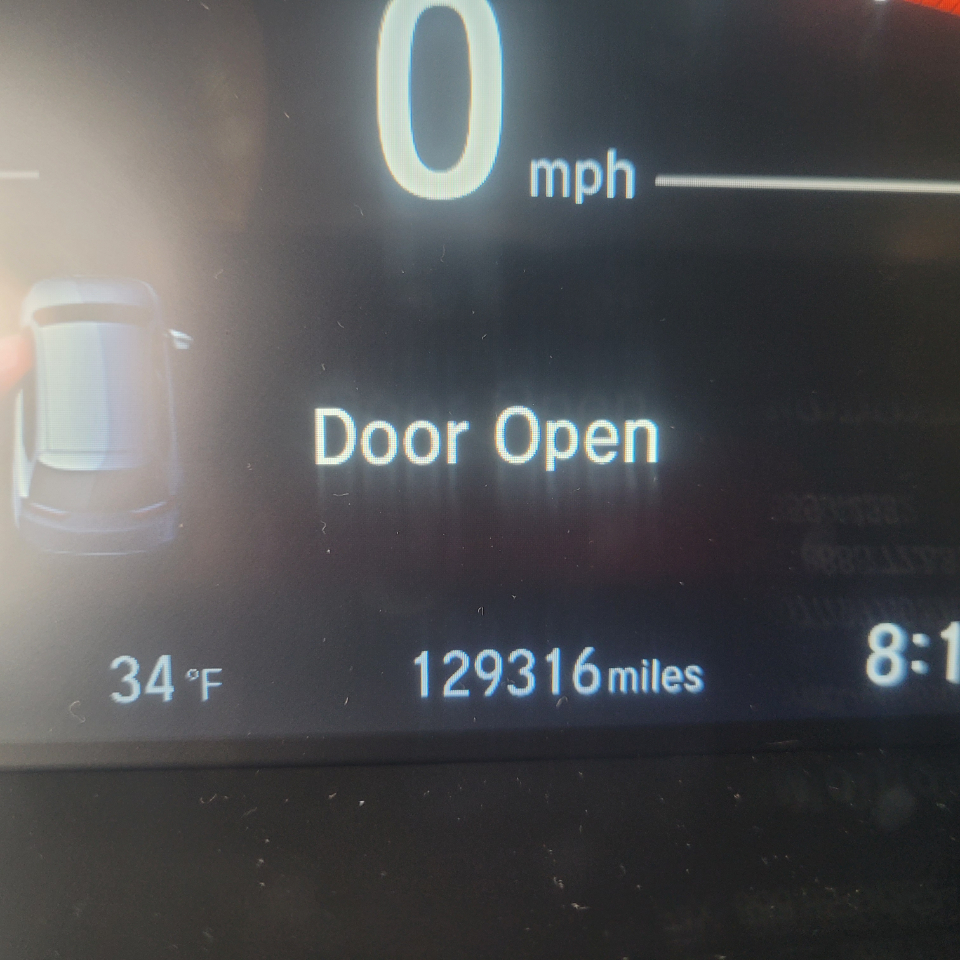 0 mph
Door Open
34 °F 129316 miles 8:1